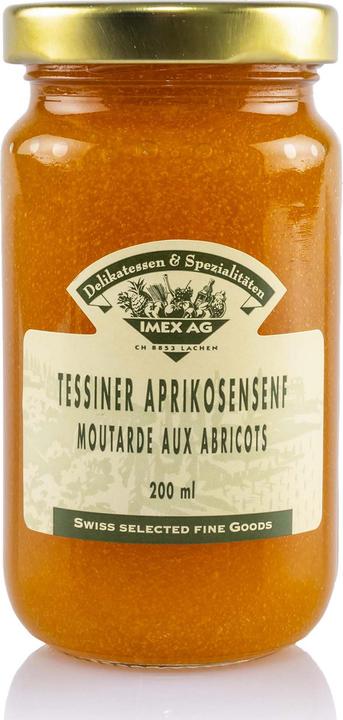 Delikatessen & Spezialitäten
IMEX AG
CH 8853 LACHEN
TESSINER APRIKOSENSENF
MOUTARDE AUX ABRICOTS
200 ml
SWISS SELECTED FINE GOODS